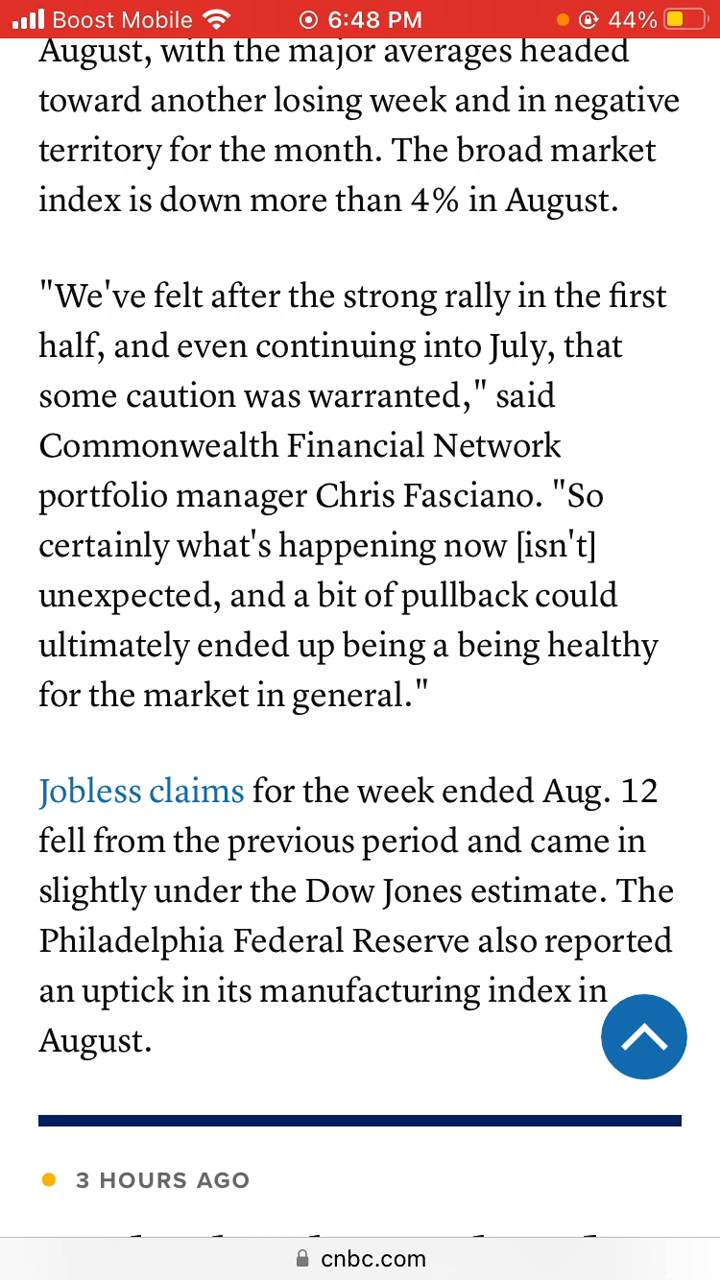 Boost Mobile 6:48 PM 44%
August, with the major averages headed
toward another losing week and in negative
territory for the month. The broad market
index is down more than 4% in August.
"We've felt after the strong rally in the first
half, and even continuing into July, that
some caution was warranted," said
Commonwealth Financial Network
portfolio manager Chris Fasciano. "So
certainly what's happening now [isn't]
unexpected, and a bit of pullback could
ultimately ended up being a being healthy
for the market in general."
Jobless claims for the week ended Aug. 12
fell from the previous period and came in
slightly under the Dow Jones estimate. The
Philadelphia Federal Reserve also reported
an uptick in its manufacturing index in
August.
3 HOURS AGO
cnbc.com